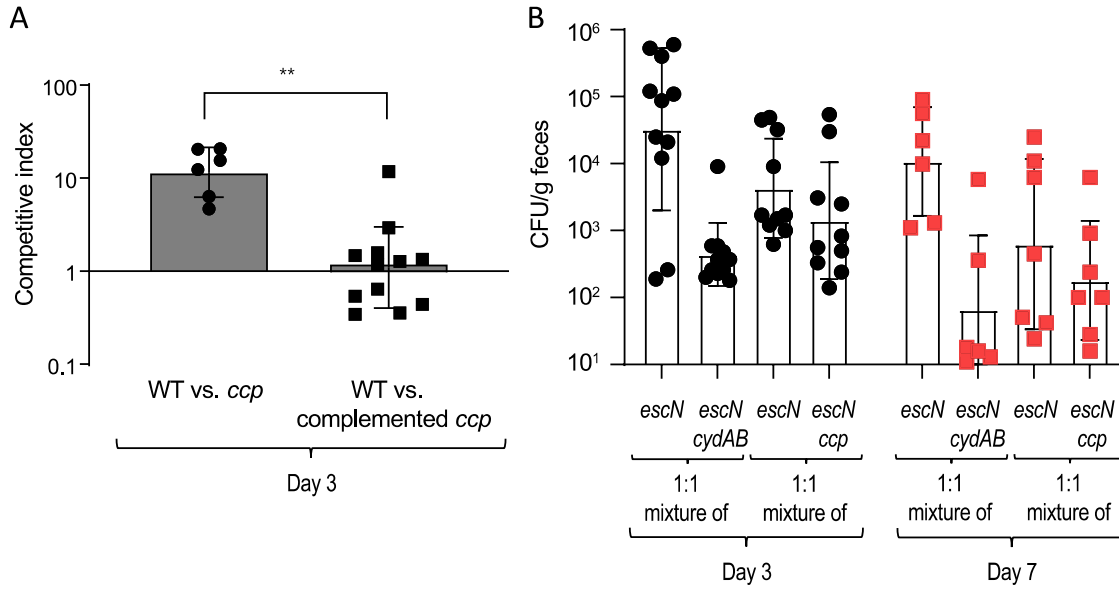 A
Competitive index
100
10
1
0.1
**
WT vs. ccp
WT vs.
complemented ccp
Day 3
B
CFU/g feces
10⁶
10⁵
10⁴
10³
10²
10¹
escN
escN
cydAB
escN
escN
ccp
escN
escN
cydAB
escN
escN
ccp
1:1
mixture of
1:1
mixture of
1:1
mixture of
1:1
mixture of
Day 3
Day 7